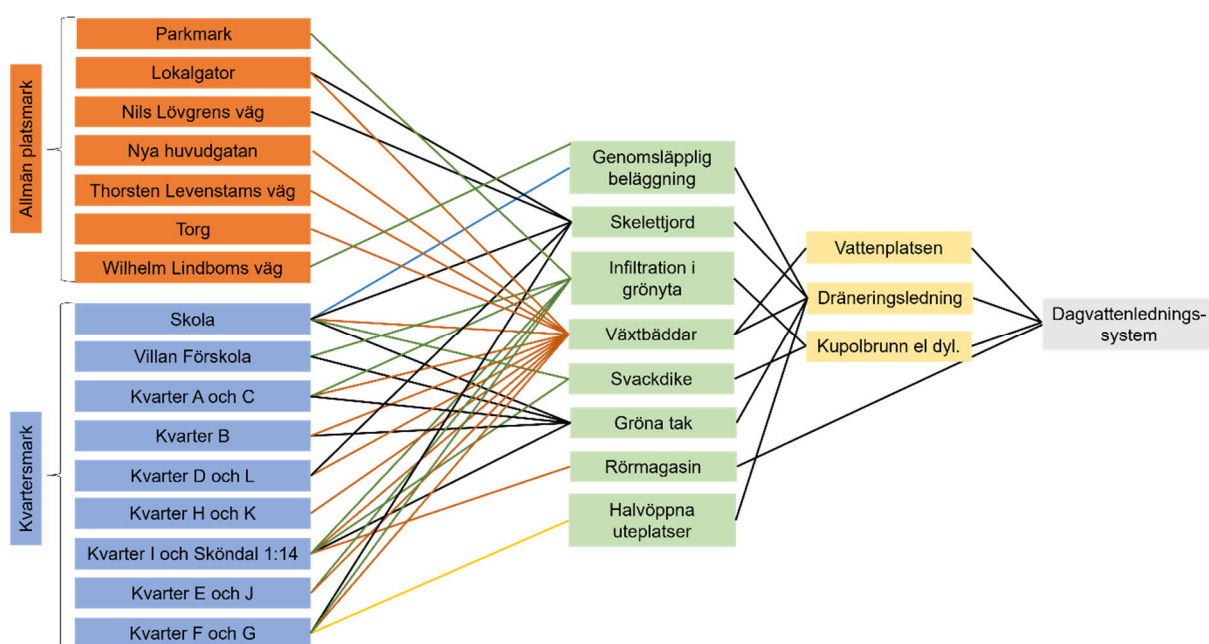 Allmän platsmark
Parkmark
Lokalgator
Nils Lövgrens väg
Nya huvudgatan
Thorsten Levenstams väg
Torg
Wilhelm Lindboms väg
Kvartersmark
Skola
Villan Förskola
Kvarter A och C
Kvarter B
Kvarter D och L
Kvarter H och K
Kvarter I och Sköndal 1:14
Kvarter E och J
Kvarter F och G
Genomsläpplig
beläggning
Skelettjord
Infiltration i
grönyta
Växtbäddar
Svackdike
Gröna tak
Rörmagasin
Halvöppna
uteplatser
Vattenplatsen
Dräneringsledning
Kupolbrunn el dyl.
Dagvattenlednings-
system